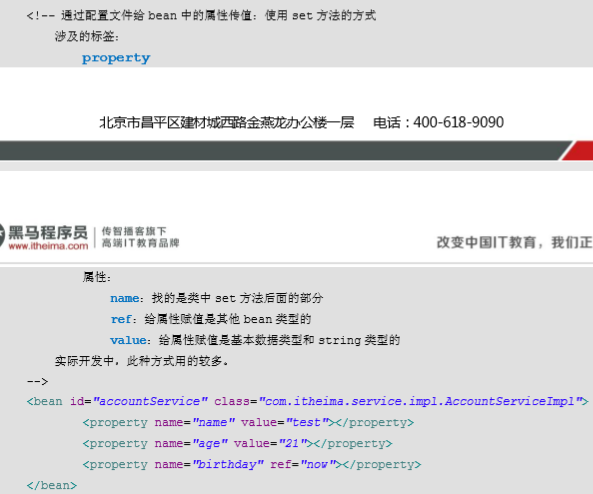 <!-- 通过配置文件给 bean 中的属性传值：使用 set 方法的方式
涉及的标签：
property
北京市昌平区建材城西路金燕龙办公楼一层 电话：400-618-9090
黑马程序员
www.itheima.com
传智播客旗下
高端IT教育品牌
改变中国IT教育，我们正
属性：
name：找的是类中 set 方法后面的部分
ref：给属性赋值是其他 bean 类型的
value：给属性赋值是基本数据类型和 string 类型的
实际开发中，此种方式用的较多。
-->
<bean id="accountService" class="com.itheima.service.impl.AccountServiceImpl">
<property name="name" value="test"></property>
<property name="age" value="21"></property>
<property name="birthday" ref="now"></property>
</bean>